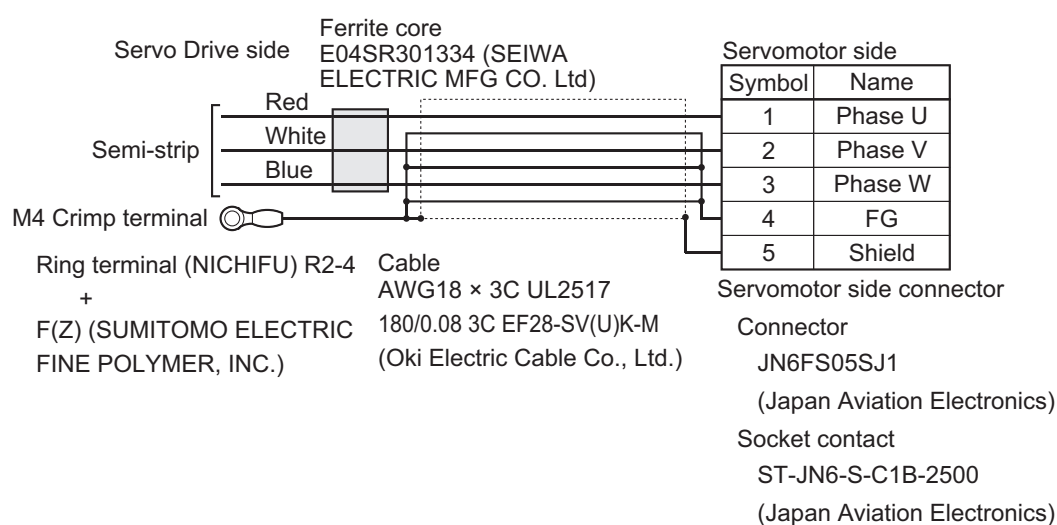 Servo Drive side
Ferrite core
E04SR301334 (SEIWA
ELECTRIC MFG CO. Ltd)
Servomotor side
Symbol Name
Red
1 Phase U
White
2 Phase V
Semi-strip
Blue
3 Phase W
M4 Crimp terminal
4 FG
5 Shield
Ring terminal (NICHIFU) R2-4
+
F(Z) (SUMITOMO ELECTRIC
FINE POLYMER, INC.)
Cable
AWG18 × 3C UL2517
180/0.08 3C EF28-SV(U)K-M
(Oki Electric Cable Co., Ltd.)
Servomotor side connector
Connector
JN6FS05SJ1
(Japan Aviation Electronics)
Socket contact
ST-JN6-S-C1B-2500
(Japan Aviation Electronics)